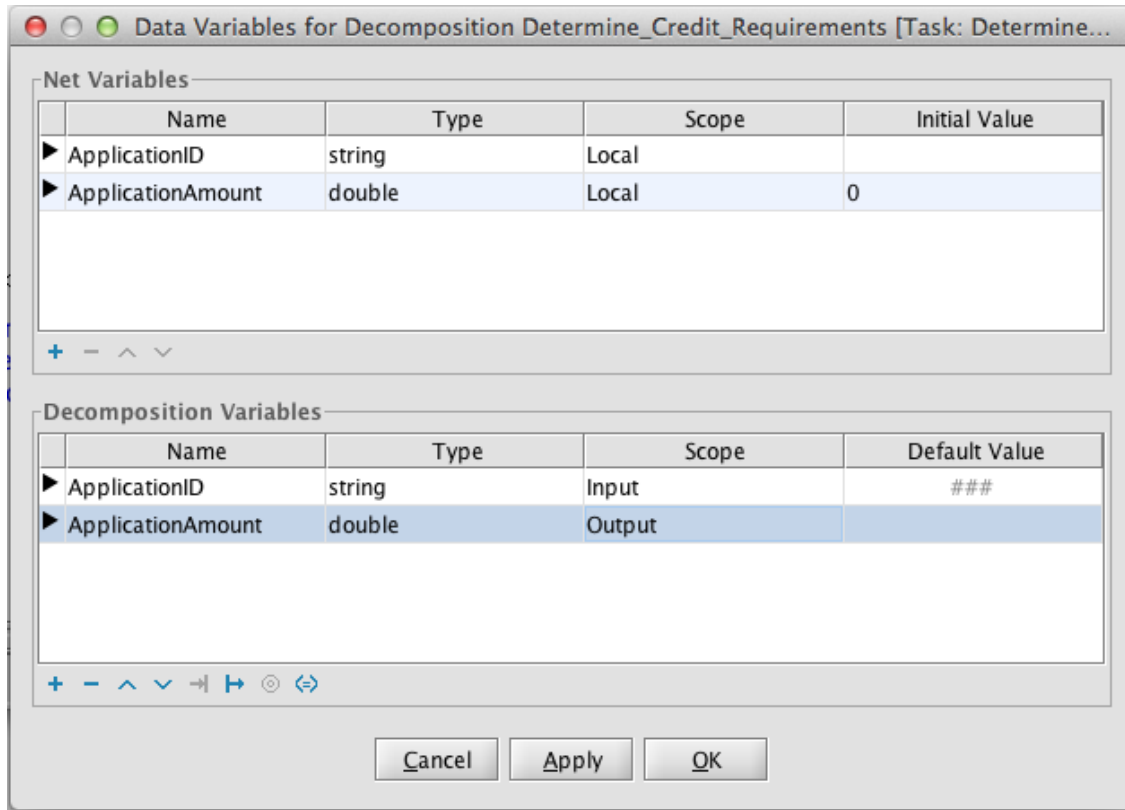 Data Variables for Decomposition Determine_Credit_Requirements [Task: Determine...
Net Variables
Name Type Scope Initial Value
ApplicationID string Local
ApplicationAmount double Local 0
Decomposition Variables
Name Type Scope Default Value
ApplicationID string Input ###
ApplicationAmount double Output
Cancel Apply OK